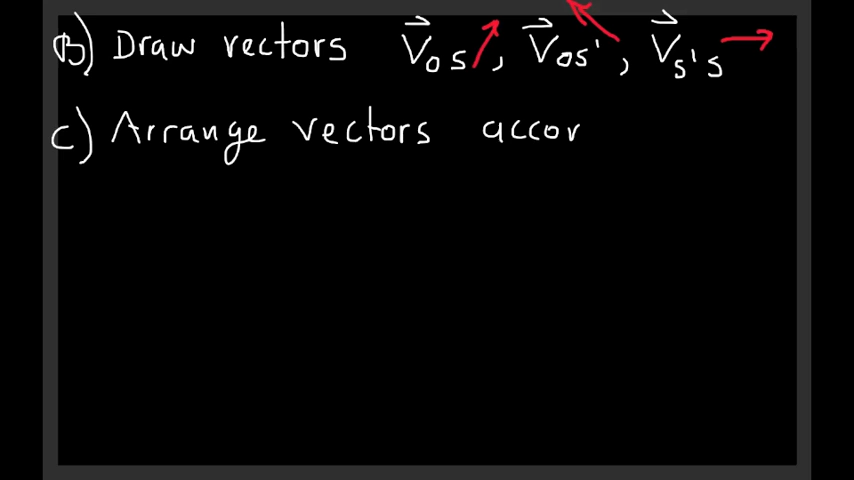 B) Draw vectors V⃗os, V⃗os', V⃗s's
C) Arrange vectors accor